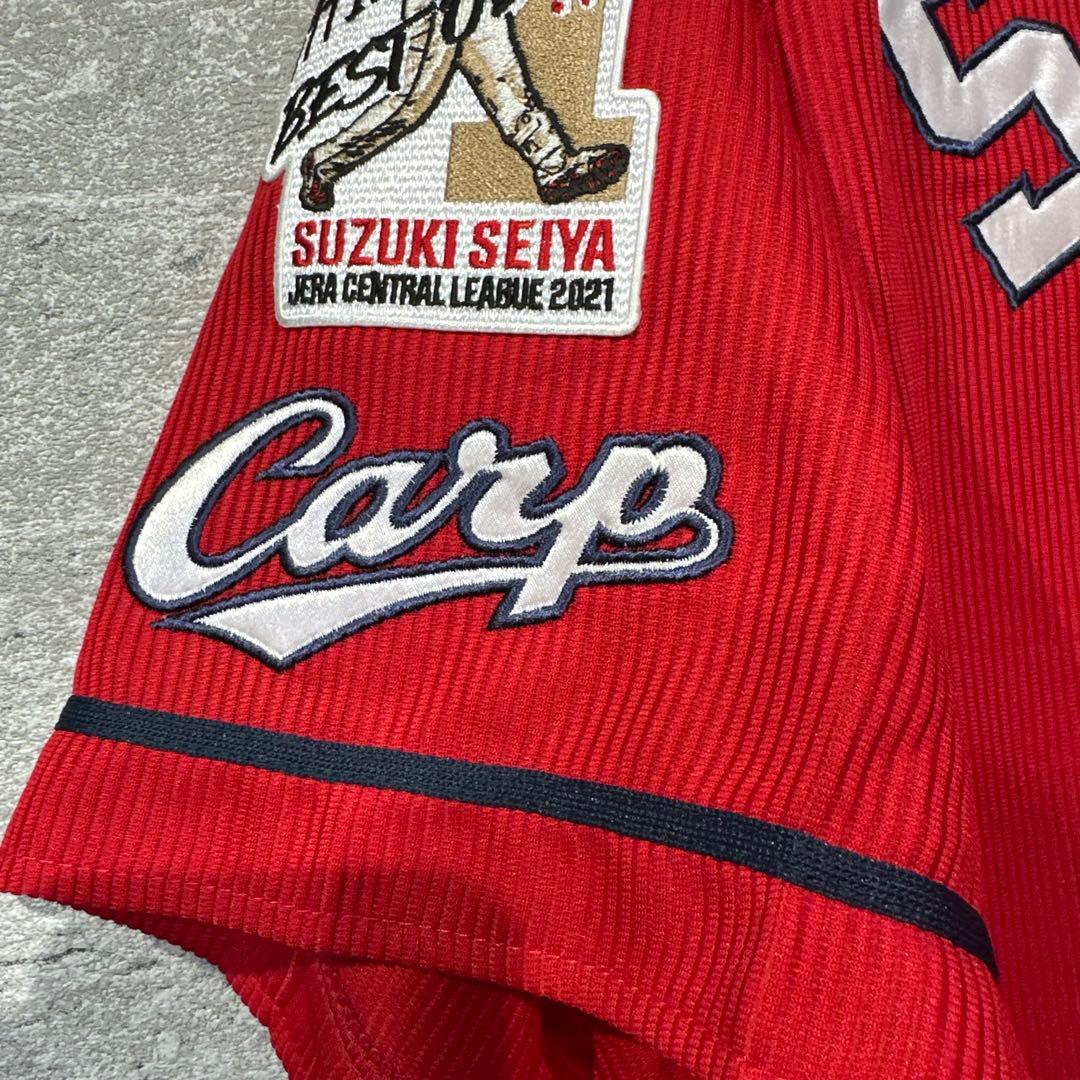 BEST
SUZUKI SEIYA
JERA CENTRAL LEAGUE 2021
Carp
S